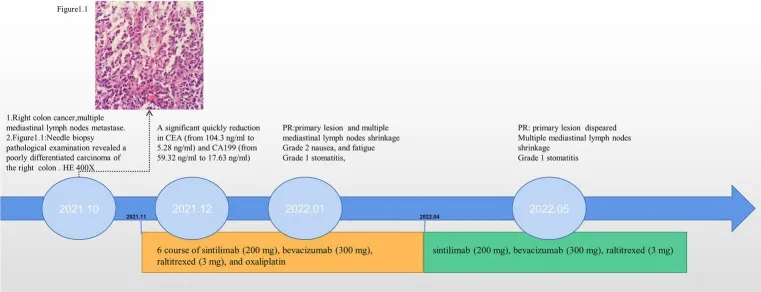 Figure1.1
1.Right colon cancer,multiple
mediastinal lymph nodes metastase.
2.Figure1.1:Needle biopsy
pathological examination revealed a
poorly differentiated carcinoma of
the right colon . HE 400X
A significant quickly reduction
in CEA (from 104.3 ng/ml to
5.28 ng/ml) and CA199 (from
59.32 ng/ml to 17.63 ng/ml)
PR:primary lesion and multiple
mediastinal lymph nodes shrinkage
Grade 2 nausea, and fatigue
Grade 1 stomatitis,
PR: primary lesion dispeared
Multiple mediastinal lymph nodes
shrinkage
Grade 1 stomatitis
2021.10
2021.11
2021.12
2022.01
2022.04
2022.05
6 course of sintilimab (200 mg), bevacizumab (300 mg),
raltitrexed (3 mg), and oxaliplatin
sintilimab (200 mg), bevacizumab (300 mg), raltitrexed (3 mg)